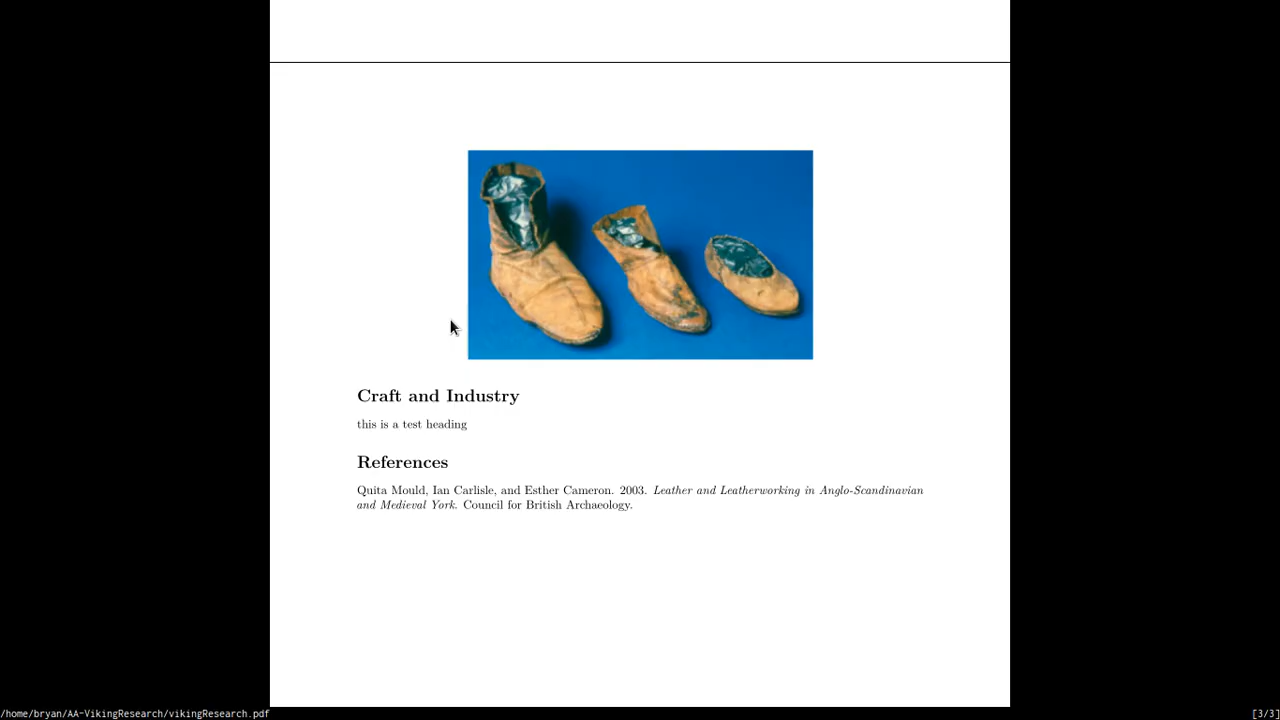 Craft and Industry
this is a test heading
References
Quita Mould, Ian Carlisle, and Esther Cameron. 2003. Leather and Leatherworking in Anglo-Scandinavian
and Medieval York. Council for British Archaeology.
/home/bryan/AA-VikingResearch/vikingResearch.pdf
[3/3]